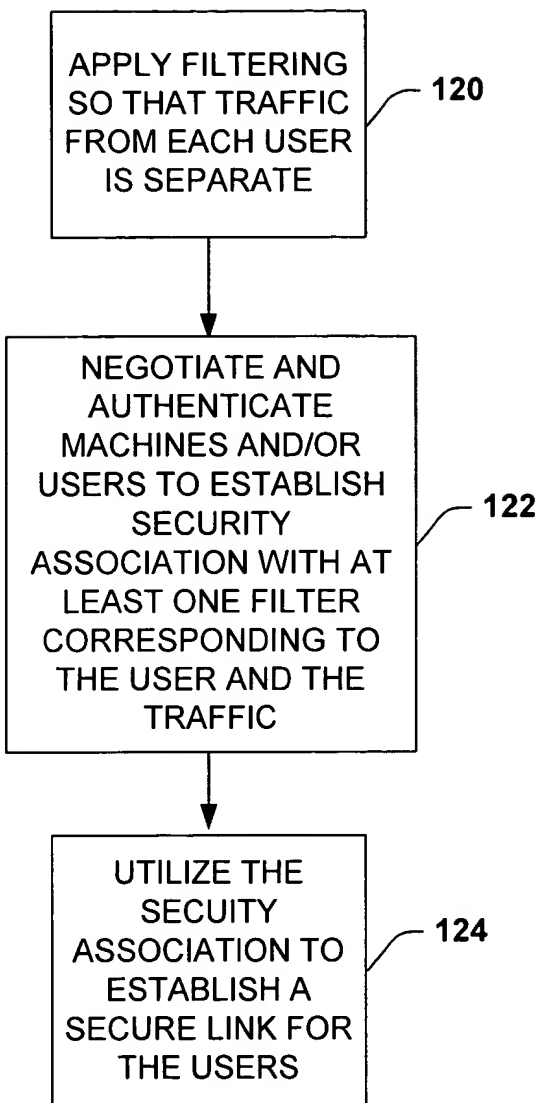 APPLY FILTERING
SO THAT TRAFFIC
FROM EACH USER
IS SEPARATE
120
NEGOTIATE AND
AUTHENTICATE
MACHINES AND/OR
USERS TO ESTABLISH
SECURITY
ASSOCIATION WITH AT
LEAST ONE FILTER
CORRESPONDING TO
THE USER AND THE
TRAFFIC
122
UTILIZE THE
SECUITY
ASSOCIATION TO
ESTABLISH A
SECURE LINK FOR
THE USERS
124